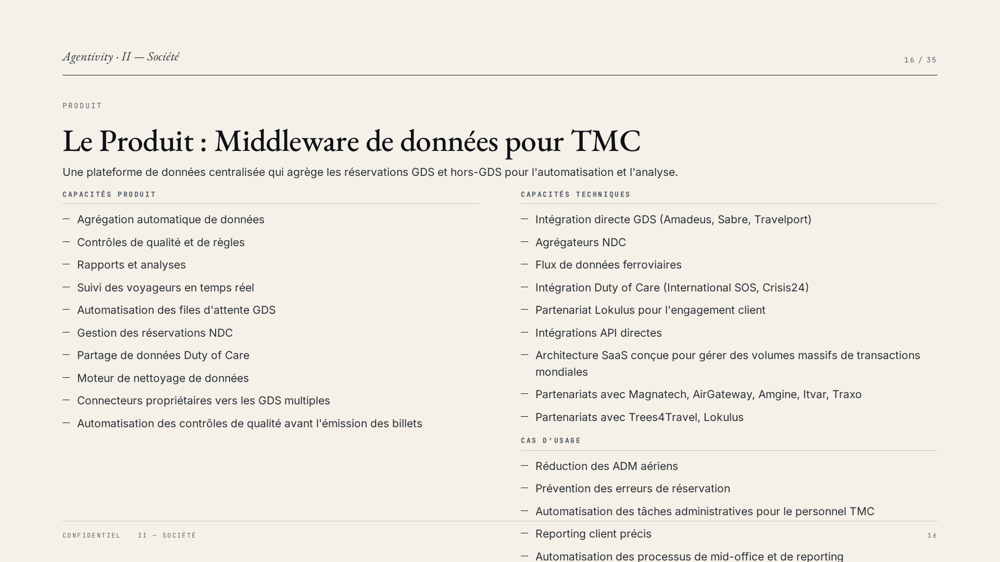 Agentivity · II — Société
16 / 35
PRODUIT
Le Produit : Middleware de données pour TMC
Une plateforme de données centralisée qui agrège les réservations GDS et hors-GDS pour l'automatisation et l'analyse.
CAPACITÉS PRODUIT
— Agrégation automatique de données
— Contrôles de qualité et de règles
— Rapports et analyses
— Suivi des voyageurs en temps réel
— Automatisation des files d'attente GDS
— Gestion des réservations NDC
— Partage de données Duty of Care
— Moteur de nettoyage de données
— Connecteurs propriétaires vers les GDS multiples
— Automatisation des contrôles de qualité avant l'émission des billets
CAPACITÉS TECHNIQUES
— Intégration directe GDS (Amadeus, Sabre, Travelport)
— Agrégateurs NDC
— Flux de données ferroviaires
— Intégration Duty of Care (International SOS, Crisis24)
— Partenariat Lokulus pour l'engagement client
— Intégrations API directes
— Architecture SaaS conçue pour gérer des volumes massifs de transactions
mondiales
— Partenariats avec Magnatech, AirGateway, Amgine, Itvar, Traxo
— Partenariats avec Trees4Travel, Lokulus
CAS D'USAGE
— Réduction des ADM aériens
— Prévention des erreurs de réservation
— Automatisation des tâches administratives pour le personnel TMC
— Reporting client précis
— Automatisation des processus de mid-office et de reporting
CONFIDENTIEL II — SOCIÉTÉ
16